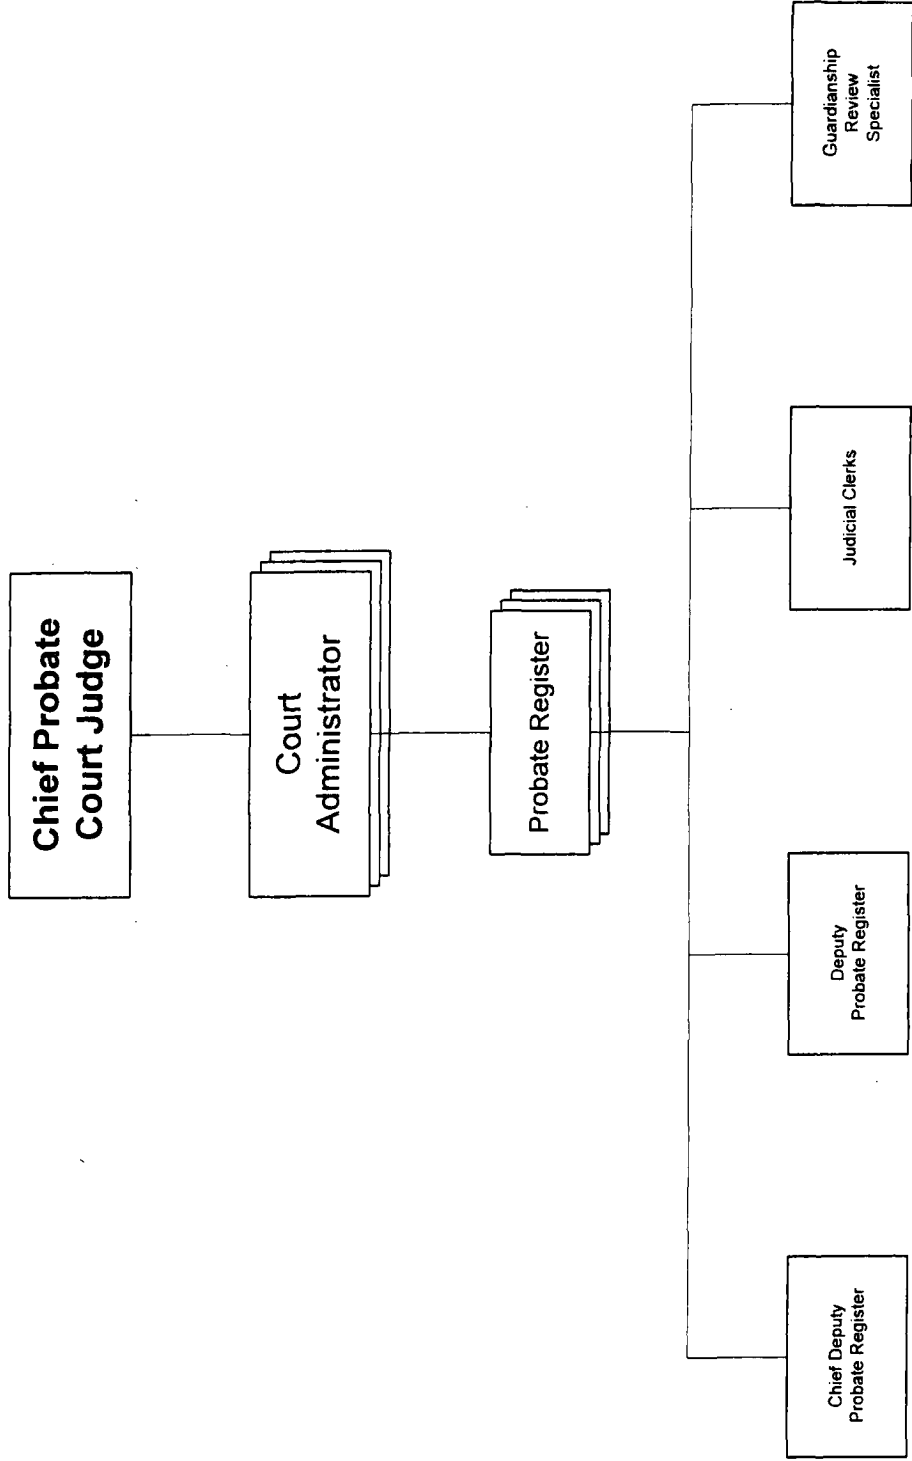 Chief Probate
Court Judge
Court
Administrator
Probate Register
Chief Deputy
Probate Register
Deputy
Probate Register
Judicial Clerks
Guardianship
Review
Specialist